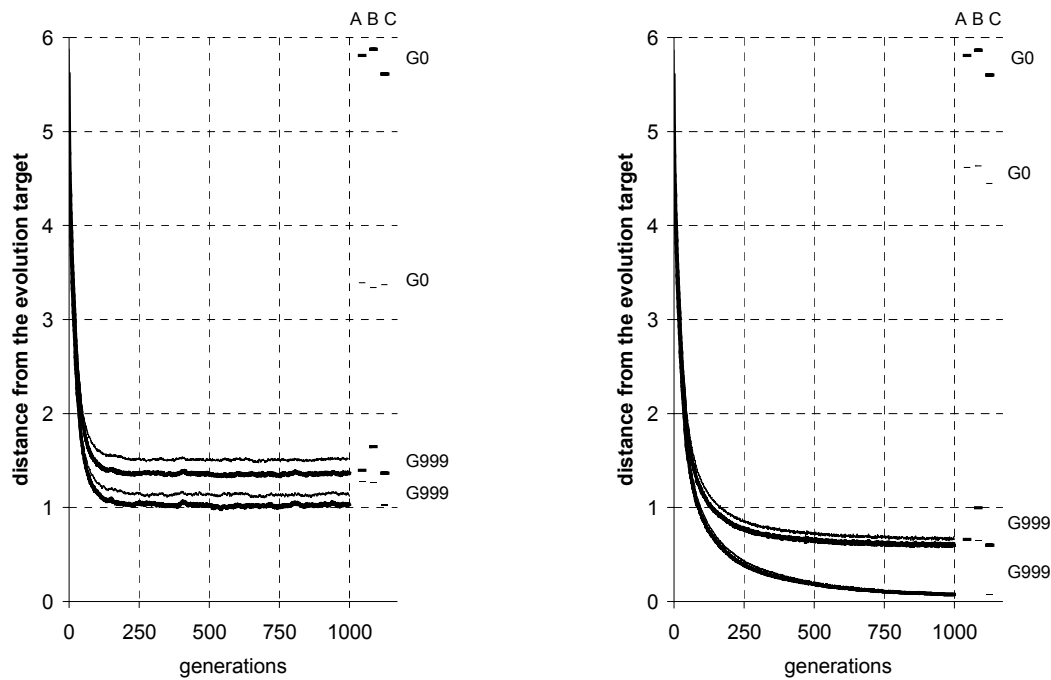 A B C
6
G0
5
4
G0
3
2
G999
G999
1
0
0 250 500 750 1000
generations
distance from the evolution target
A B C
6
G0
5
G0
4
3
2
1
G999
G999
0
0 250 500 750 1000
generations
distance from the evolution target